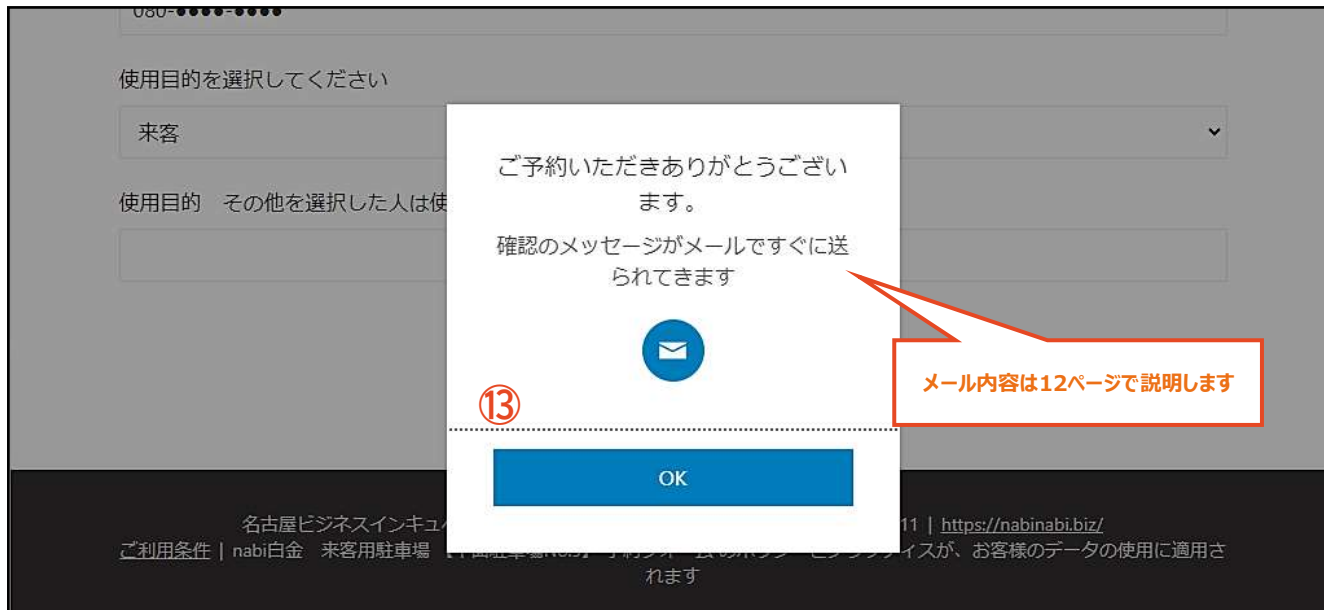 080-●●●●-●●●●
使用目的を選択してください
来客
使用目的　その他を選択した人は使
ご予約いただきありがとうござい
ます。
確認のメッセージがメールですぐに送
られてきます
メール内容は12ページで説明します
⑬
OK
名古屋ビジネスインキュ
11 | https://nabinabi.biz/
ご利用条件 | nabi白金　来客用駐車場
予約フォーム
スが、お客様のデータの使用に適用さ
れます